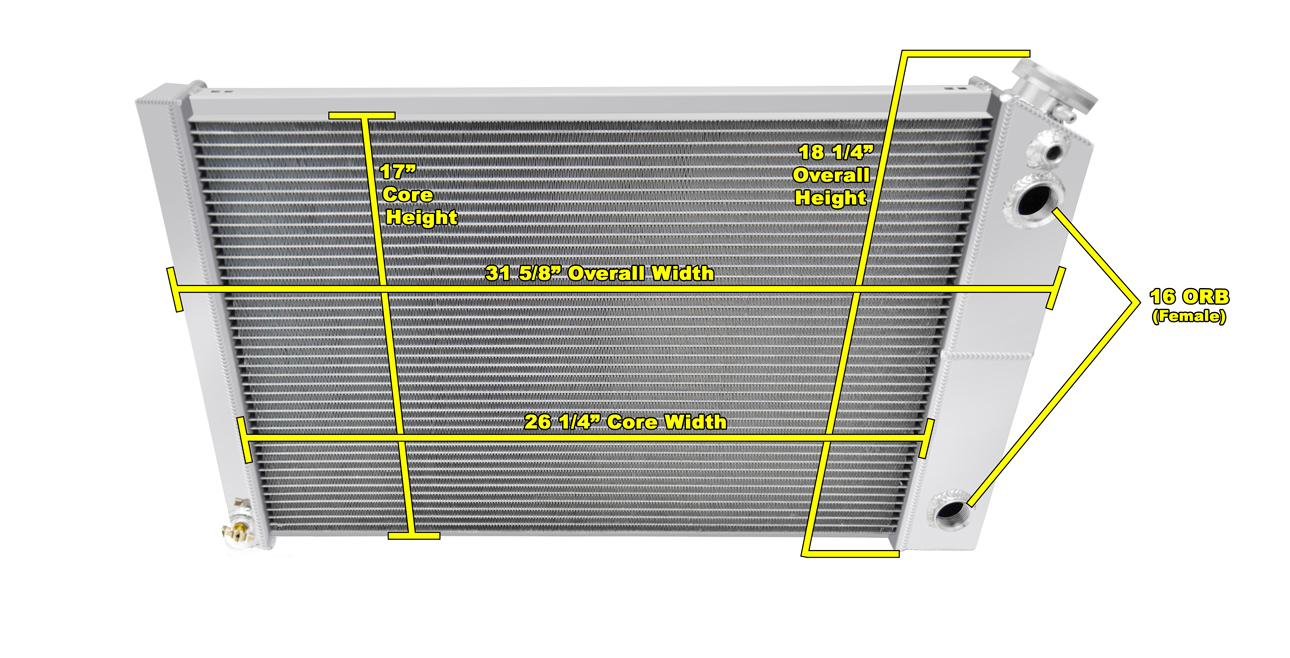 17”
Core
Height
18 1/4”
Overall
Height
31 5/8” Overall Width
26 1/4” Core Width
16 ORB
(Female)